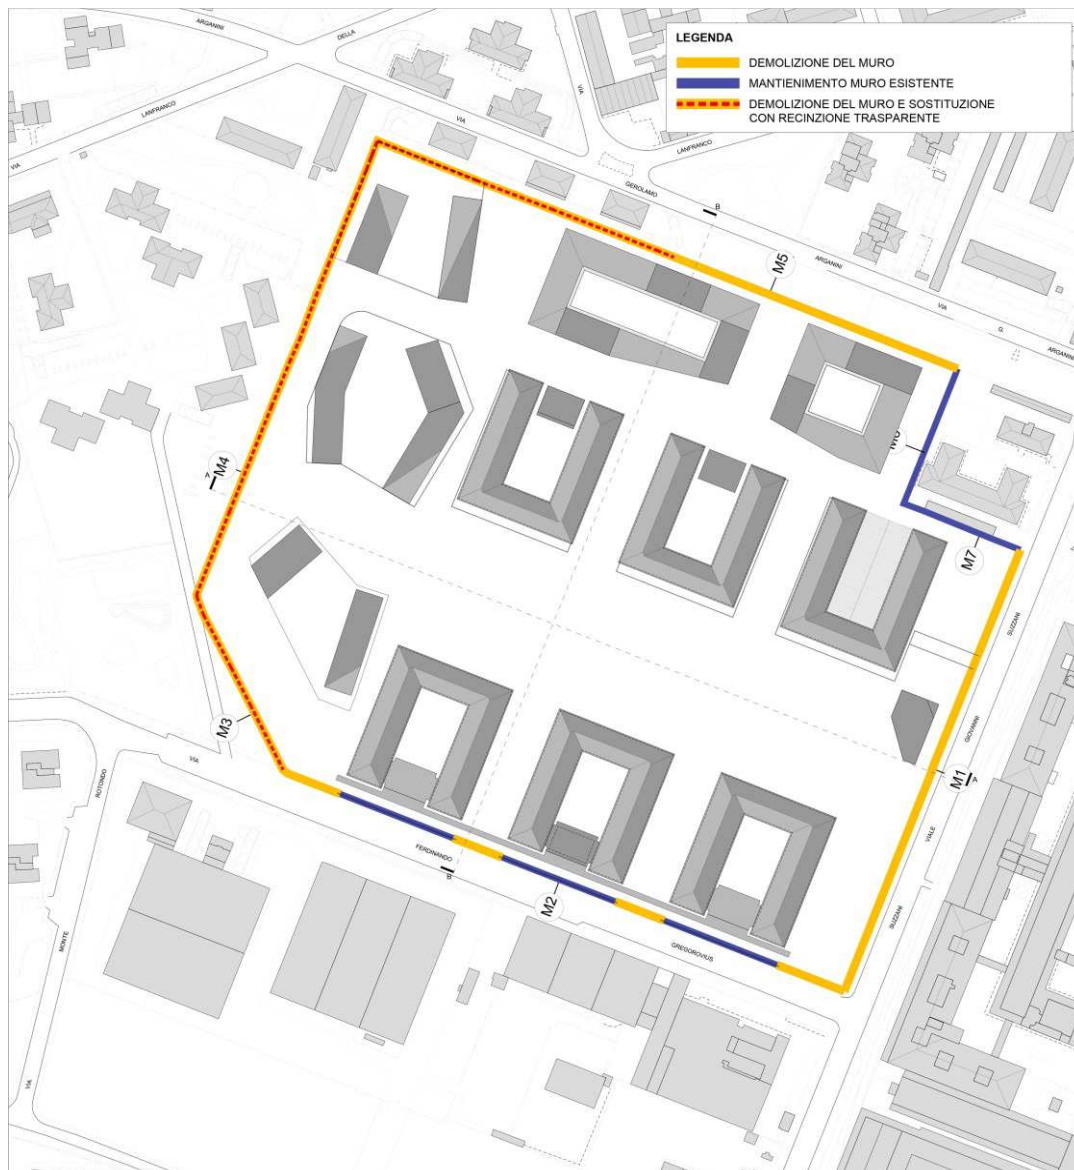 LEGENDA
DEMOLIZIONE DEL MURO
MANTIENIMENTO MURO ESISTENTE
DEMOLIZIONE DEL MURO E SOSTITUZIONE
CON RECINZIONE TRASPARENTE
ARGANINI
DELLA
VIA
LANFRANCO
VIA
VIA
LANFRANCO
GEROLAMO
B
ARGANINI
M5
VIA
G.
ARGANINI
M4
M7
SUZZANI
M3
GIOVANNI
M1
A
VIA
ROTONDO
VIALE
FERDINANDO
B
M2
SUZZANI
GREGOROVIUS
MONTE
VIA